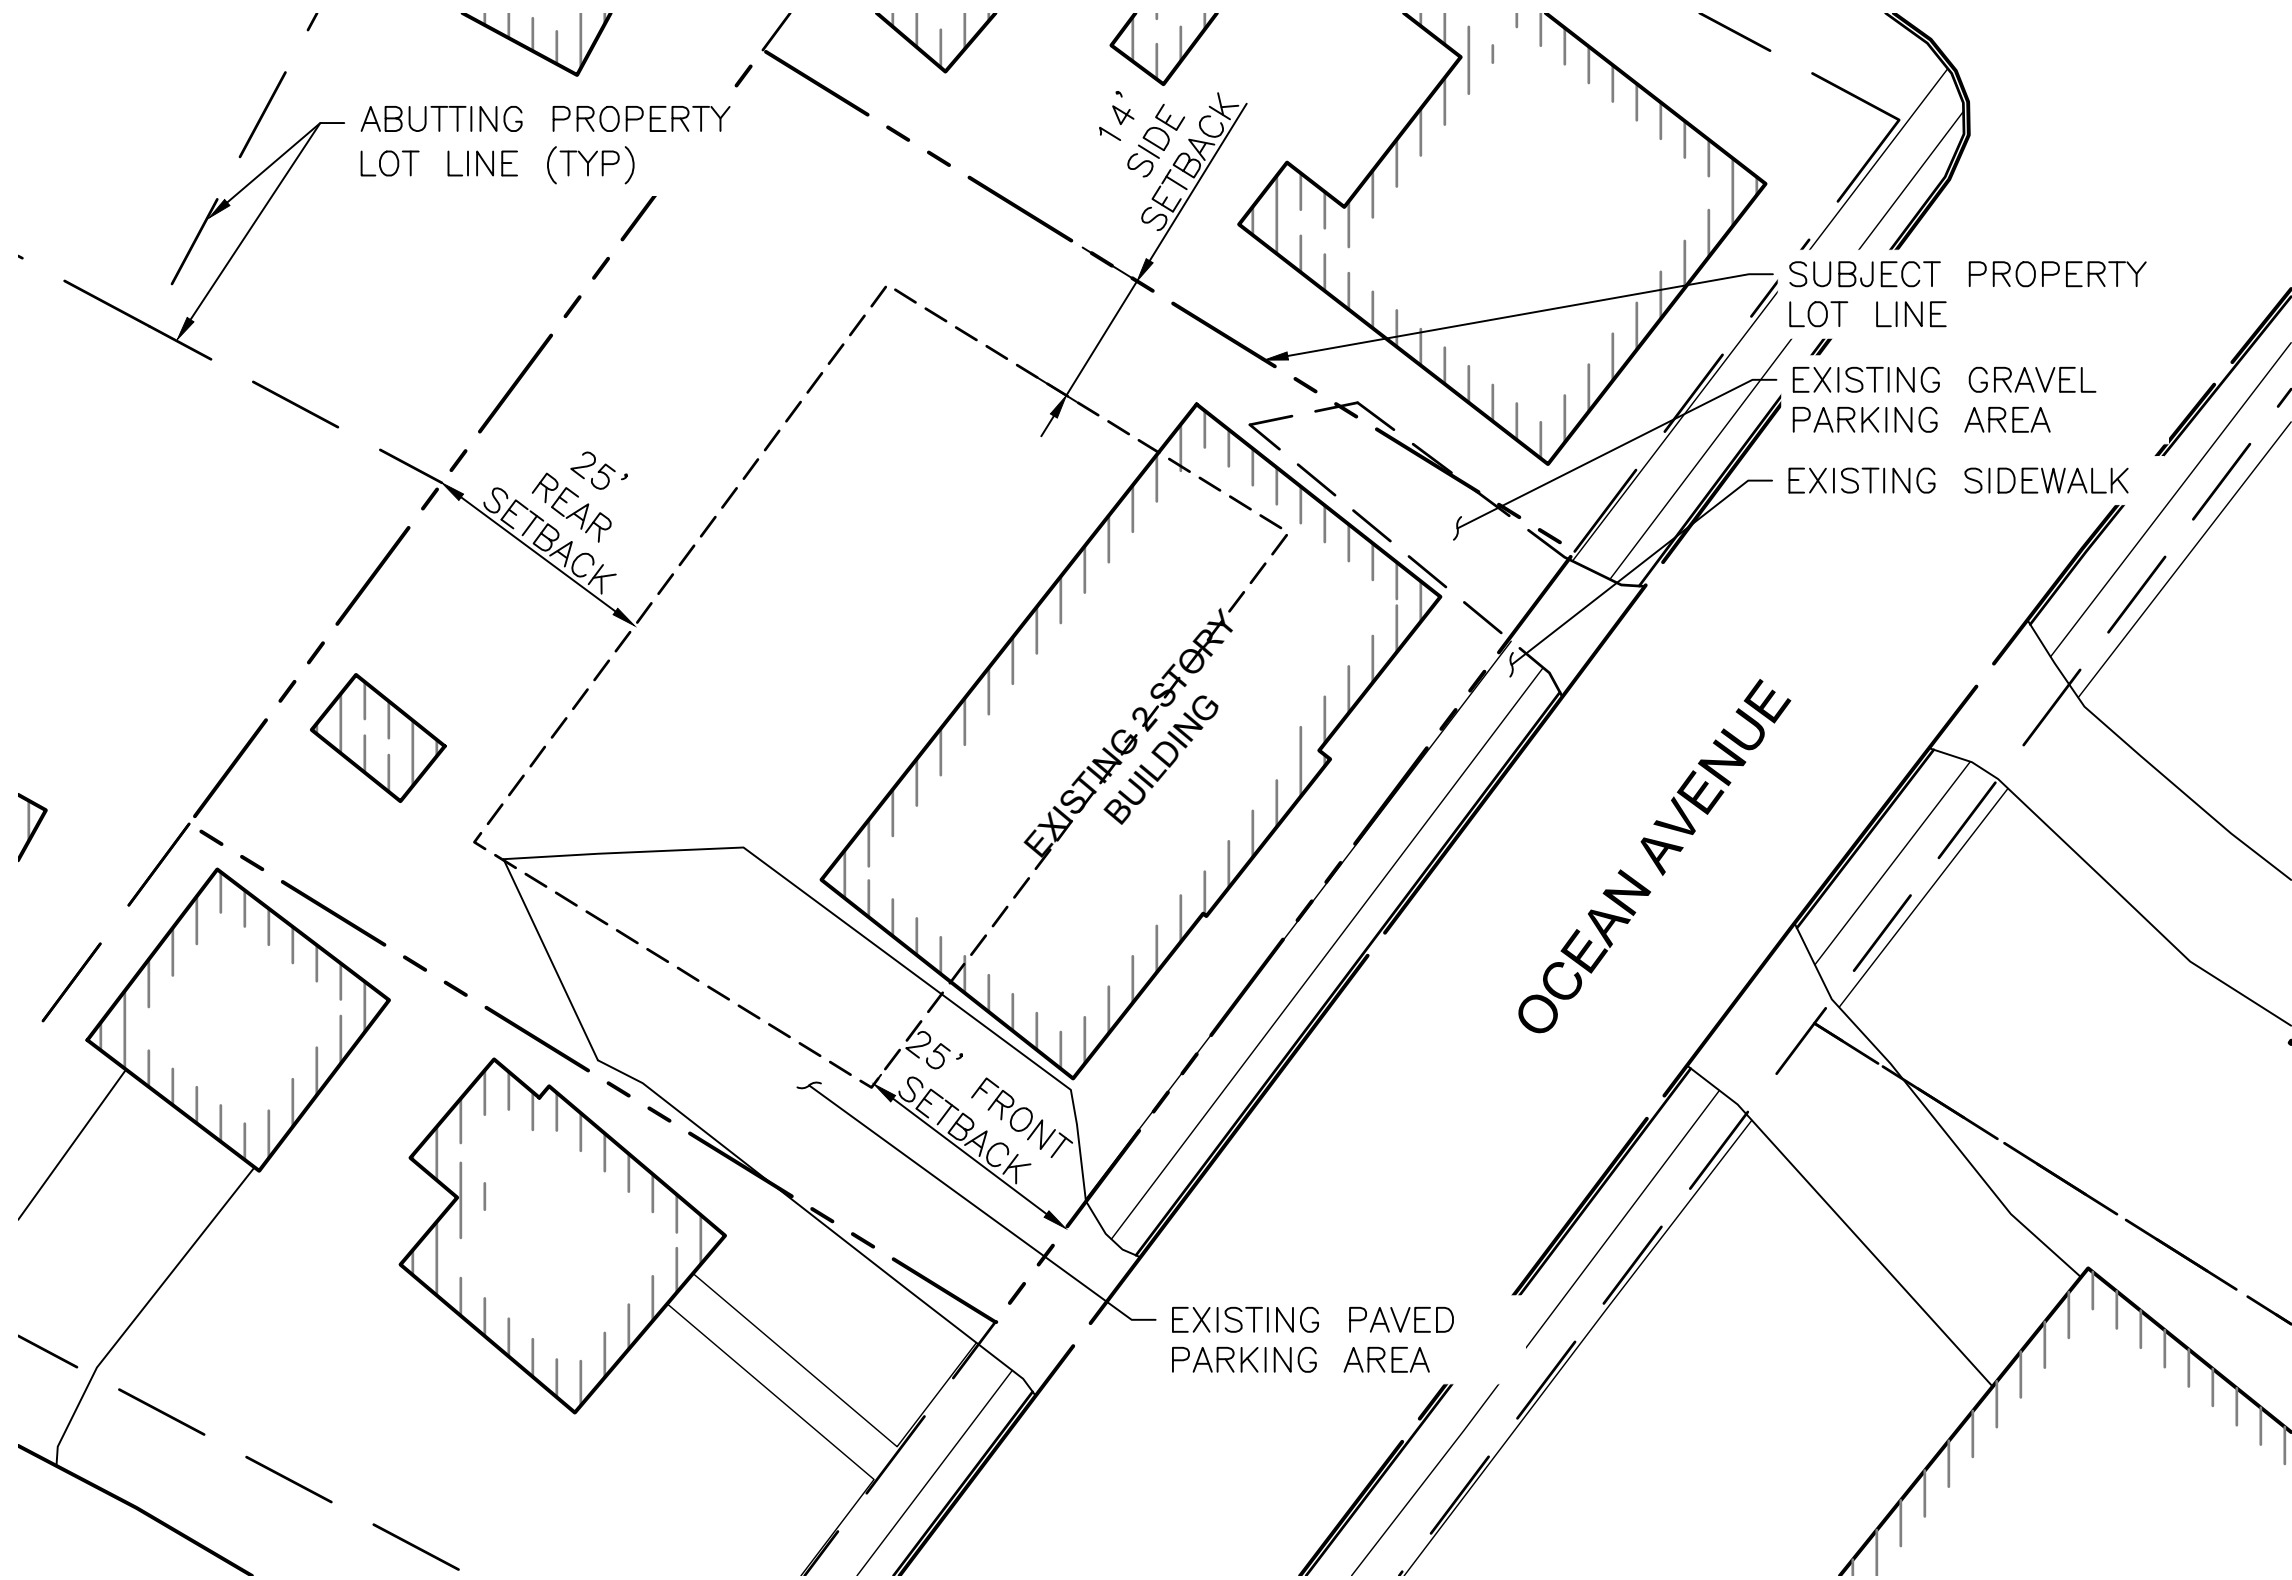 ABUTTING PROPERTY
LOT LINE (TYP)
14'
SIDE
SETBACK
SUBJECT PROPERTY
LOT LINE
EXISTING GRAVEL
PARKING AREA
EXISTING SIDEWALK
25'
REAR
SETBACK
EXISTING 2-STORY
BUILDING
OCEAN AVENUE
25' FRONT
SETBACK
EXISTING PAVED
PARKING AREA